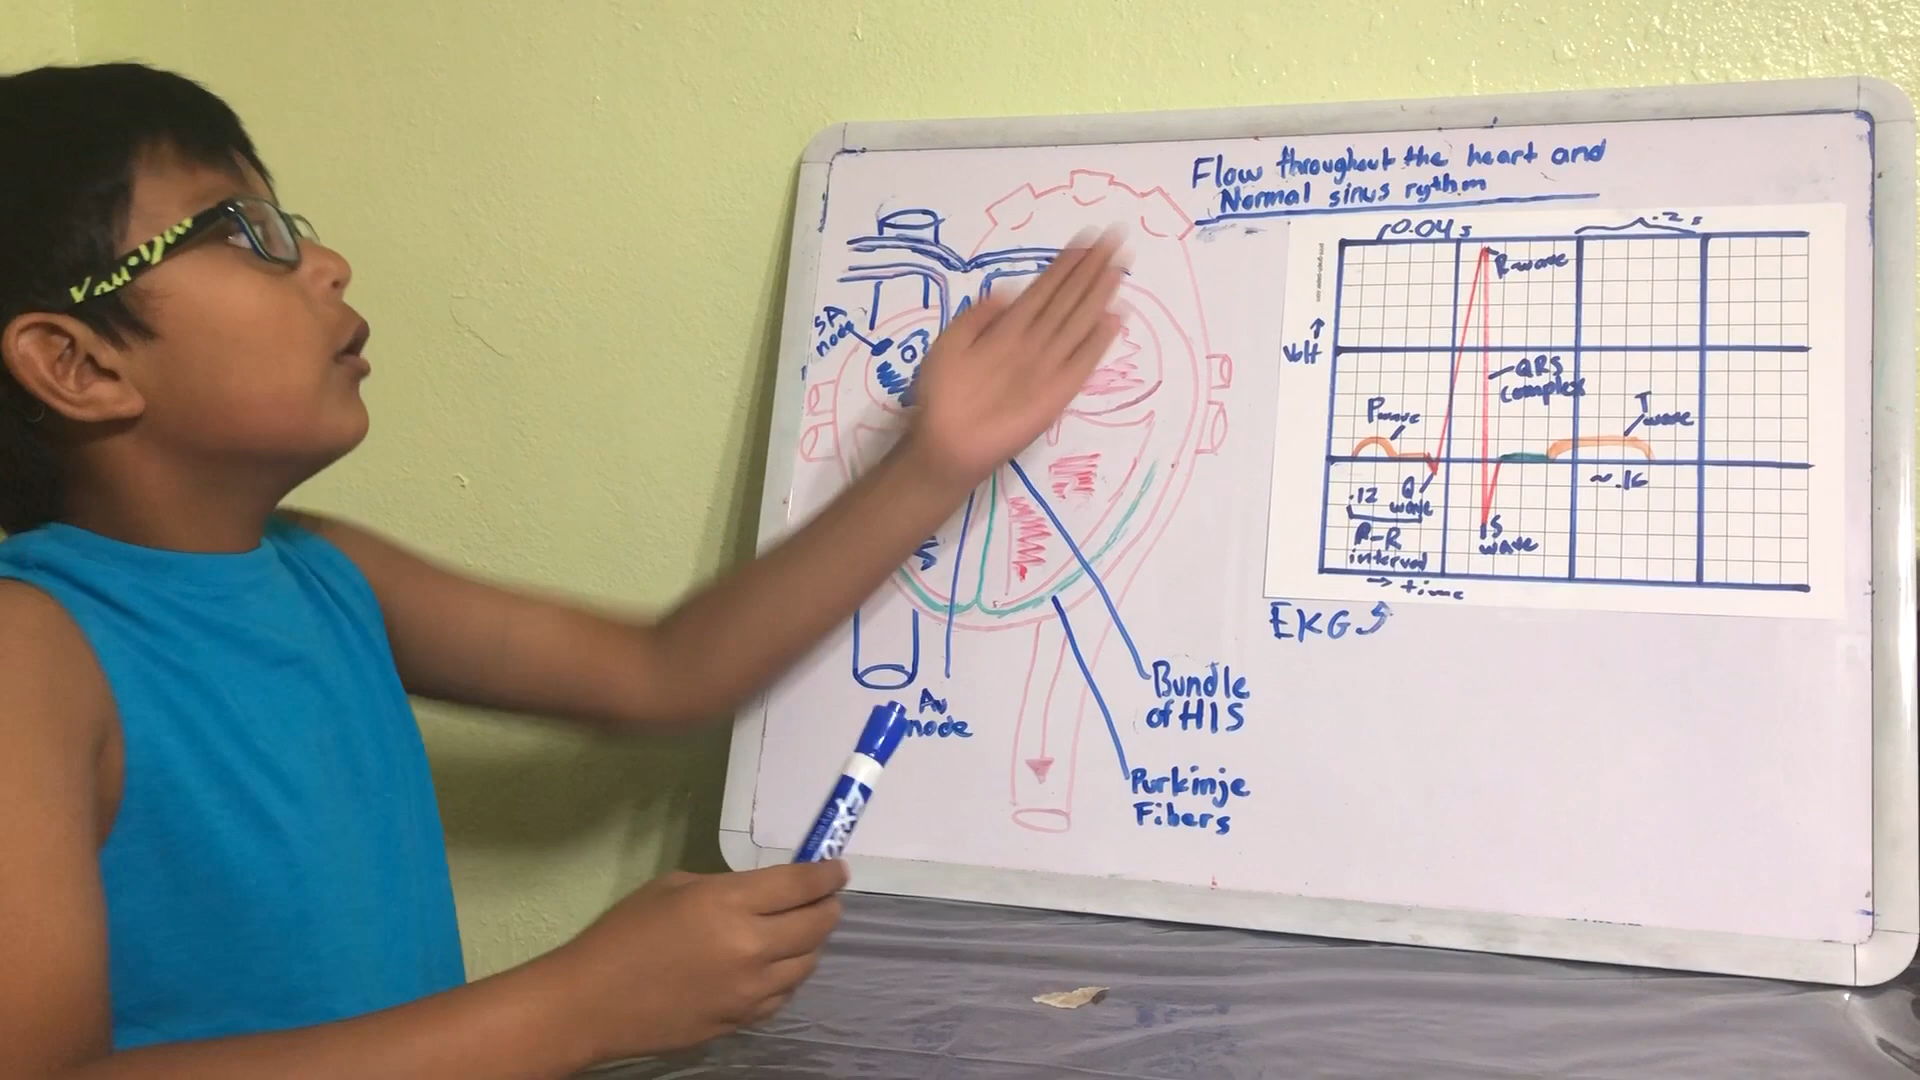 Flow throughout the heart and
Normal sinus rythm
0.04 s
.2 s
R-wave
SA
node
Volt
QRS
complex
P wave
T
wave
.12
Q
wave
~.16
R-R
interval
S
wave
→ time
EKG
Bundle
of HIS
AV
node
Purkinje
Fibers
EXPO